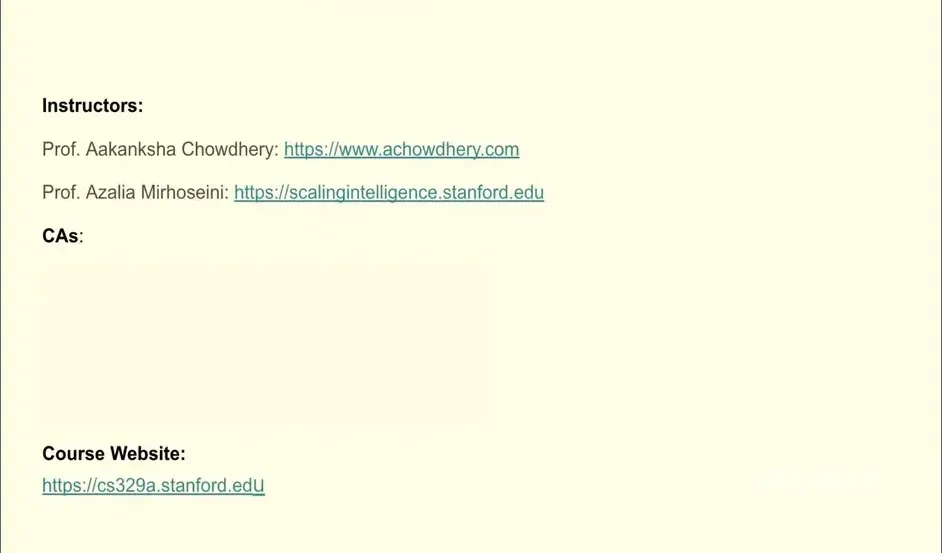 Instructors:
Prof. Aakanksha Chowdhery: https://www.achowdhery.com
Prof. Azalia Mirhoseini: https://scalingintelligence.stanford.edu
CAs:
Course Website:
https://cs329a.stanford.edu